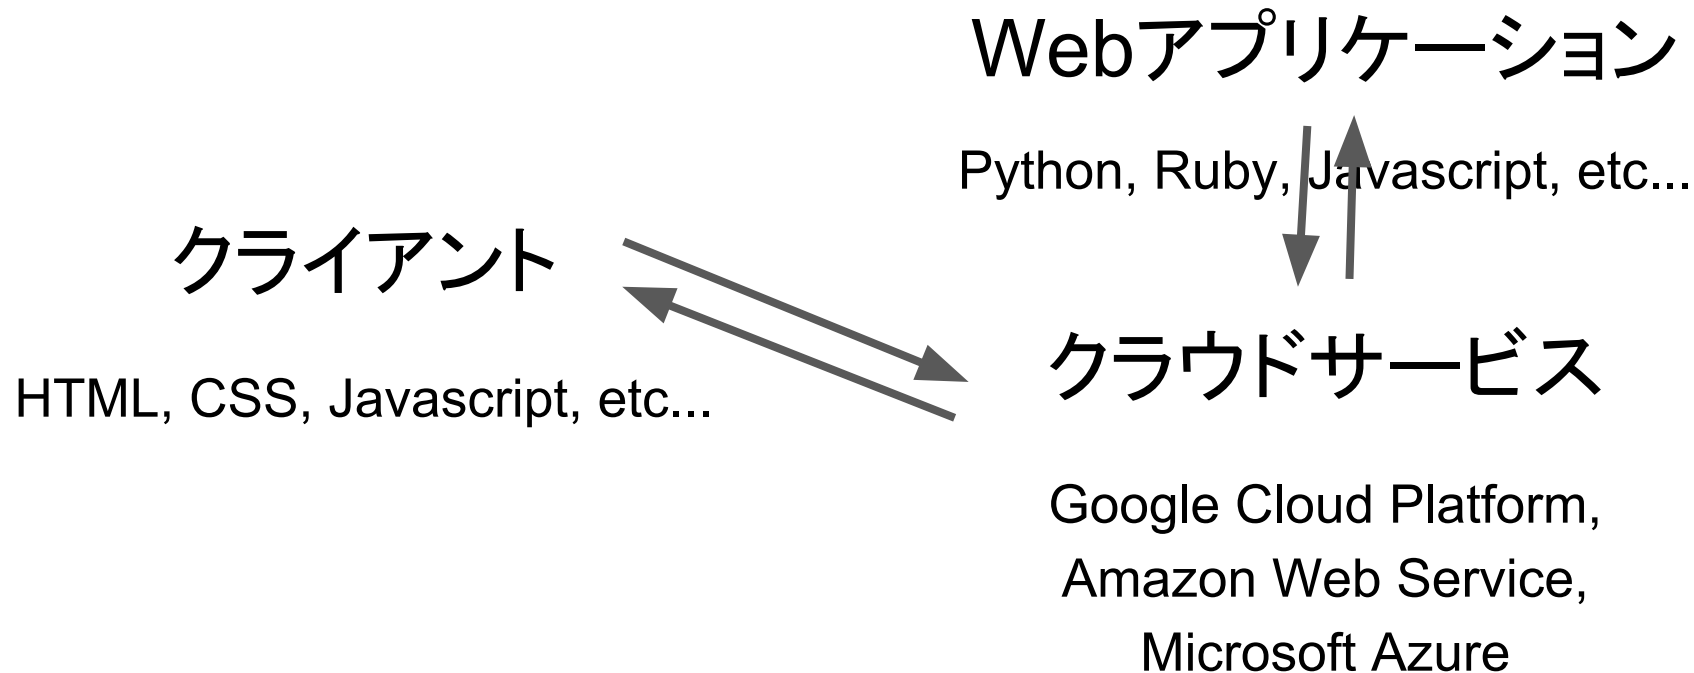 Webアプリケーション
Python, Ruby, Javascript, etc...
クライアント
HTML, CSS, Javascript, etc...
クラウドサービス
Google Cloud Platform,
Amazon Web Service,
Microsoft Azure